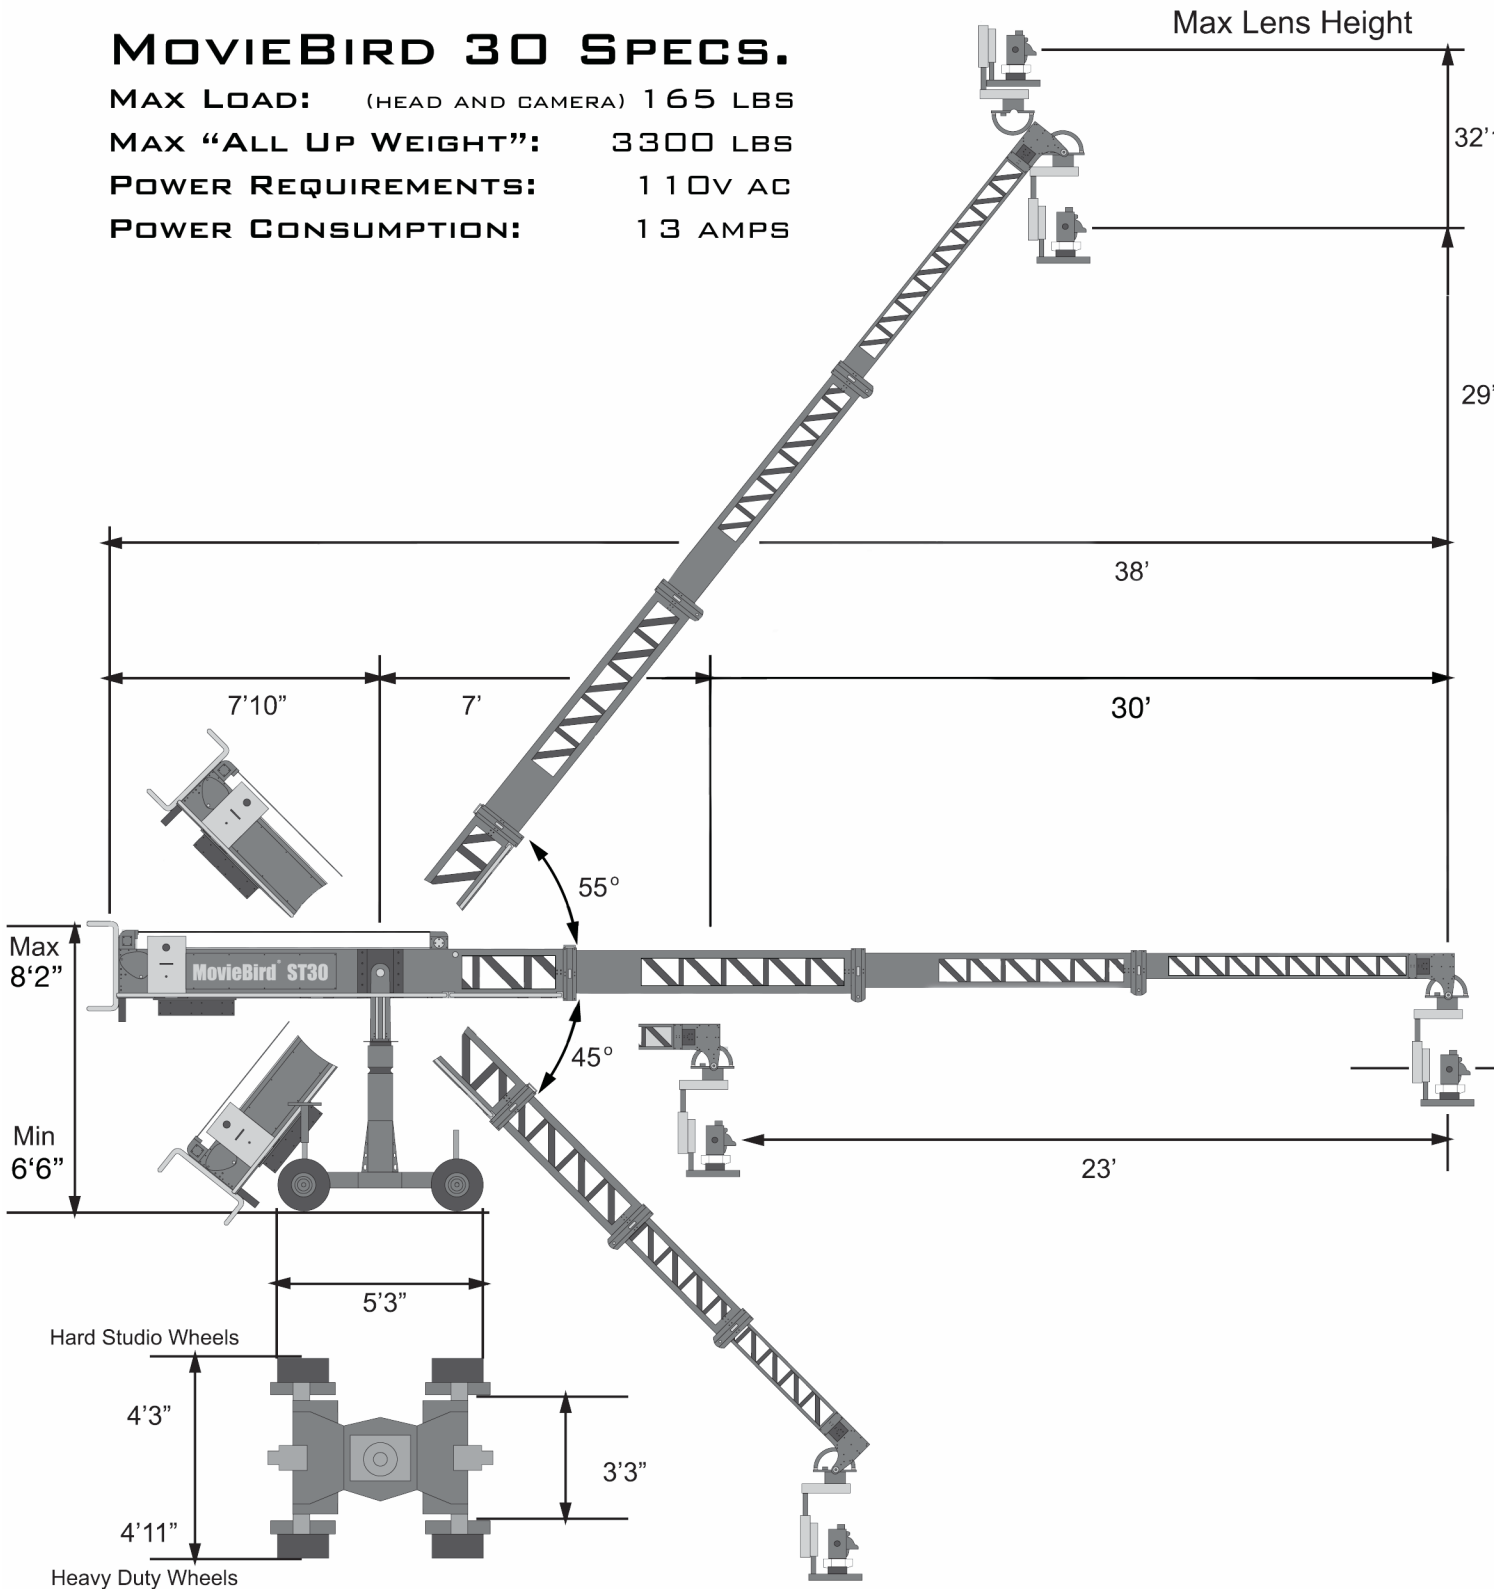 Max Lens Height
MOVIEBIRD 30 SPECS.
MAX LOAD: (HEAD AND CAMERA) 165 LBS
MAX “ALL UP WEIGHT”: 3300 LBS
POWER REQUIREMENTS: 110V AC
POWER CONSUMPTION: 13 AMPS
32’
29’
38’
7’10”
7’
30’
55°
Max
8‘2”
MovieBird® ST30
45°
Min
6‘6”
23’
5’3”
Hard Studio Wheels
4’3”
3’3”
4’11”
Heavy Duty Wheels